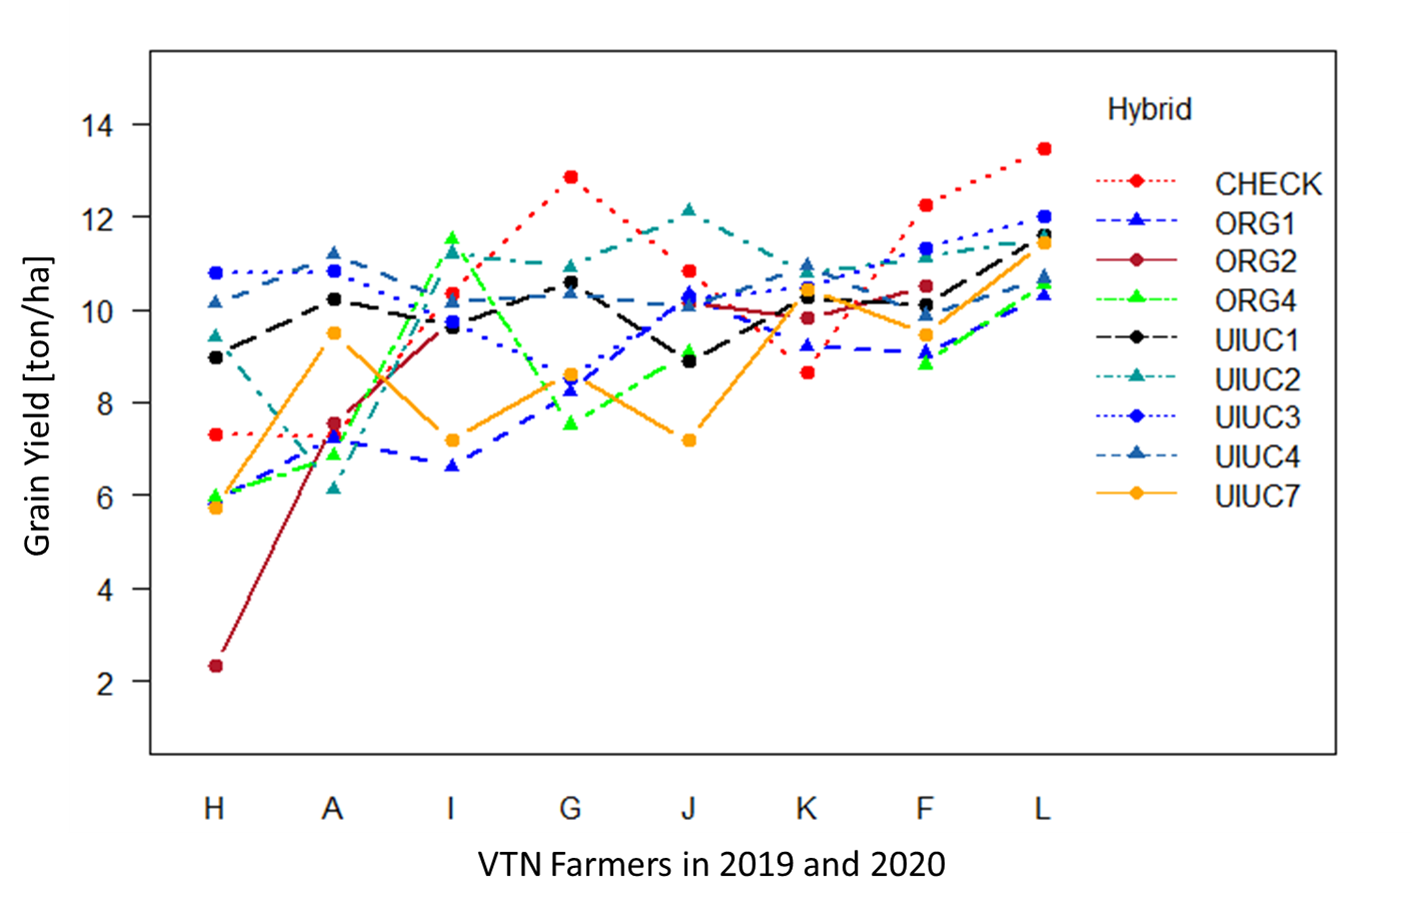 Hybrid
CHECK
ORG1
ORG2
ORG4
UIUC1
UIUC2
UIUC3
UIUC4
UIUC7
Grain Yield [ton/ha]
14
12
10
8
6
4
2
H A I G J K F L
VTN Farmers in 2019 and 2020